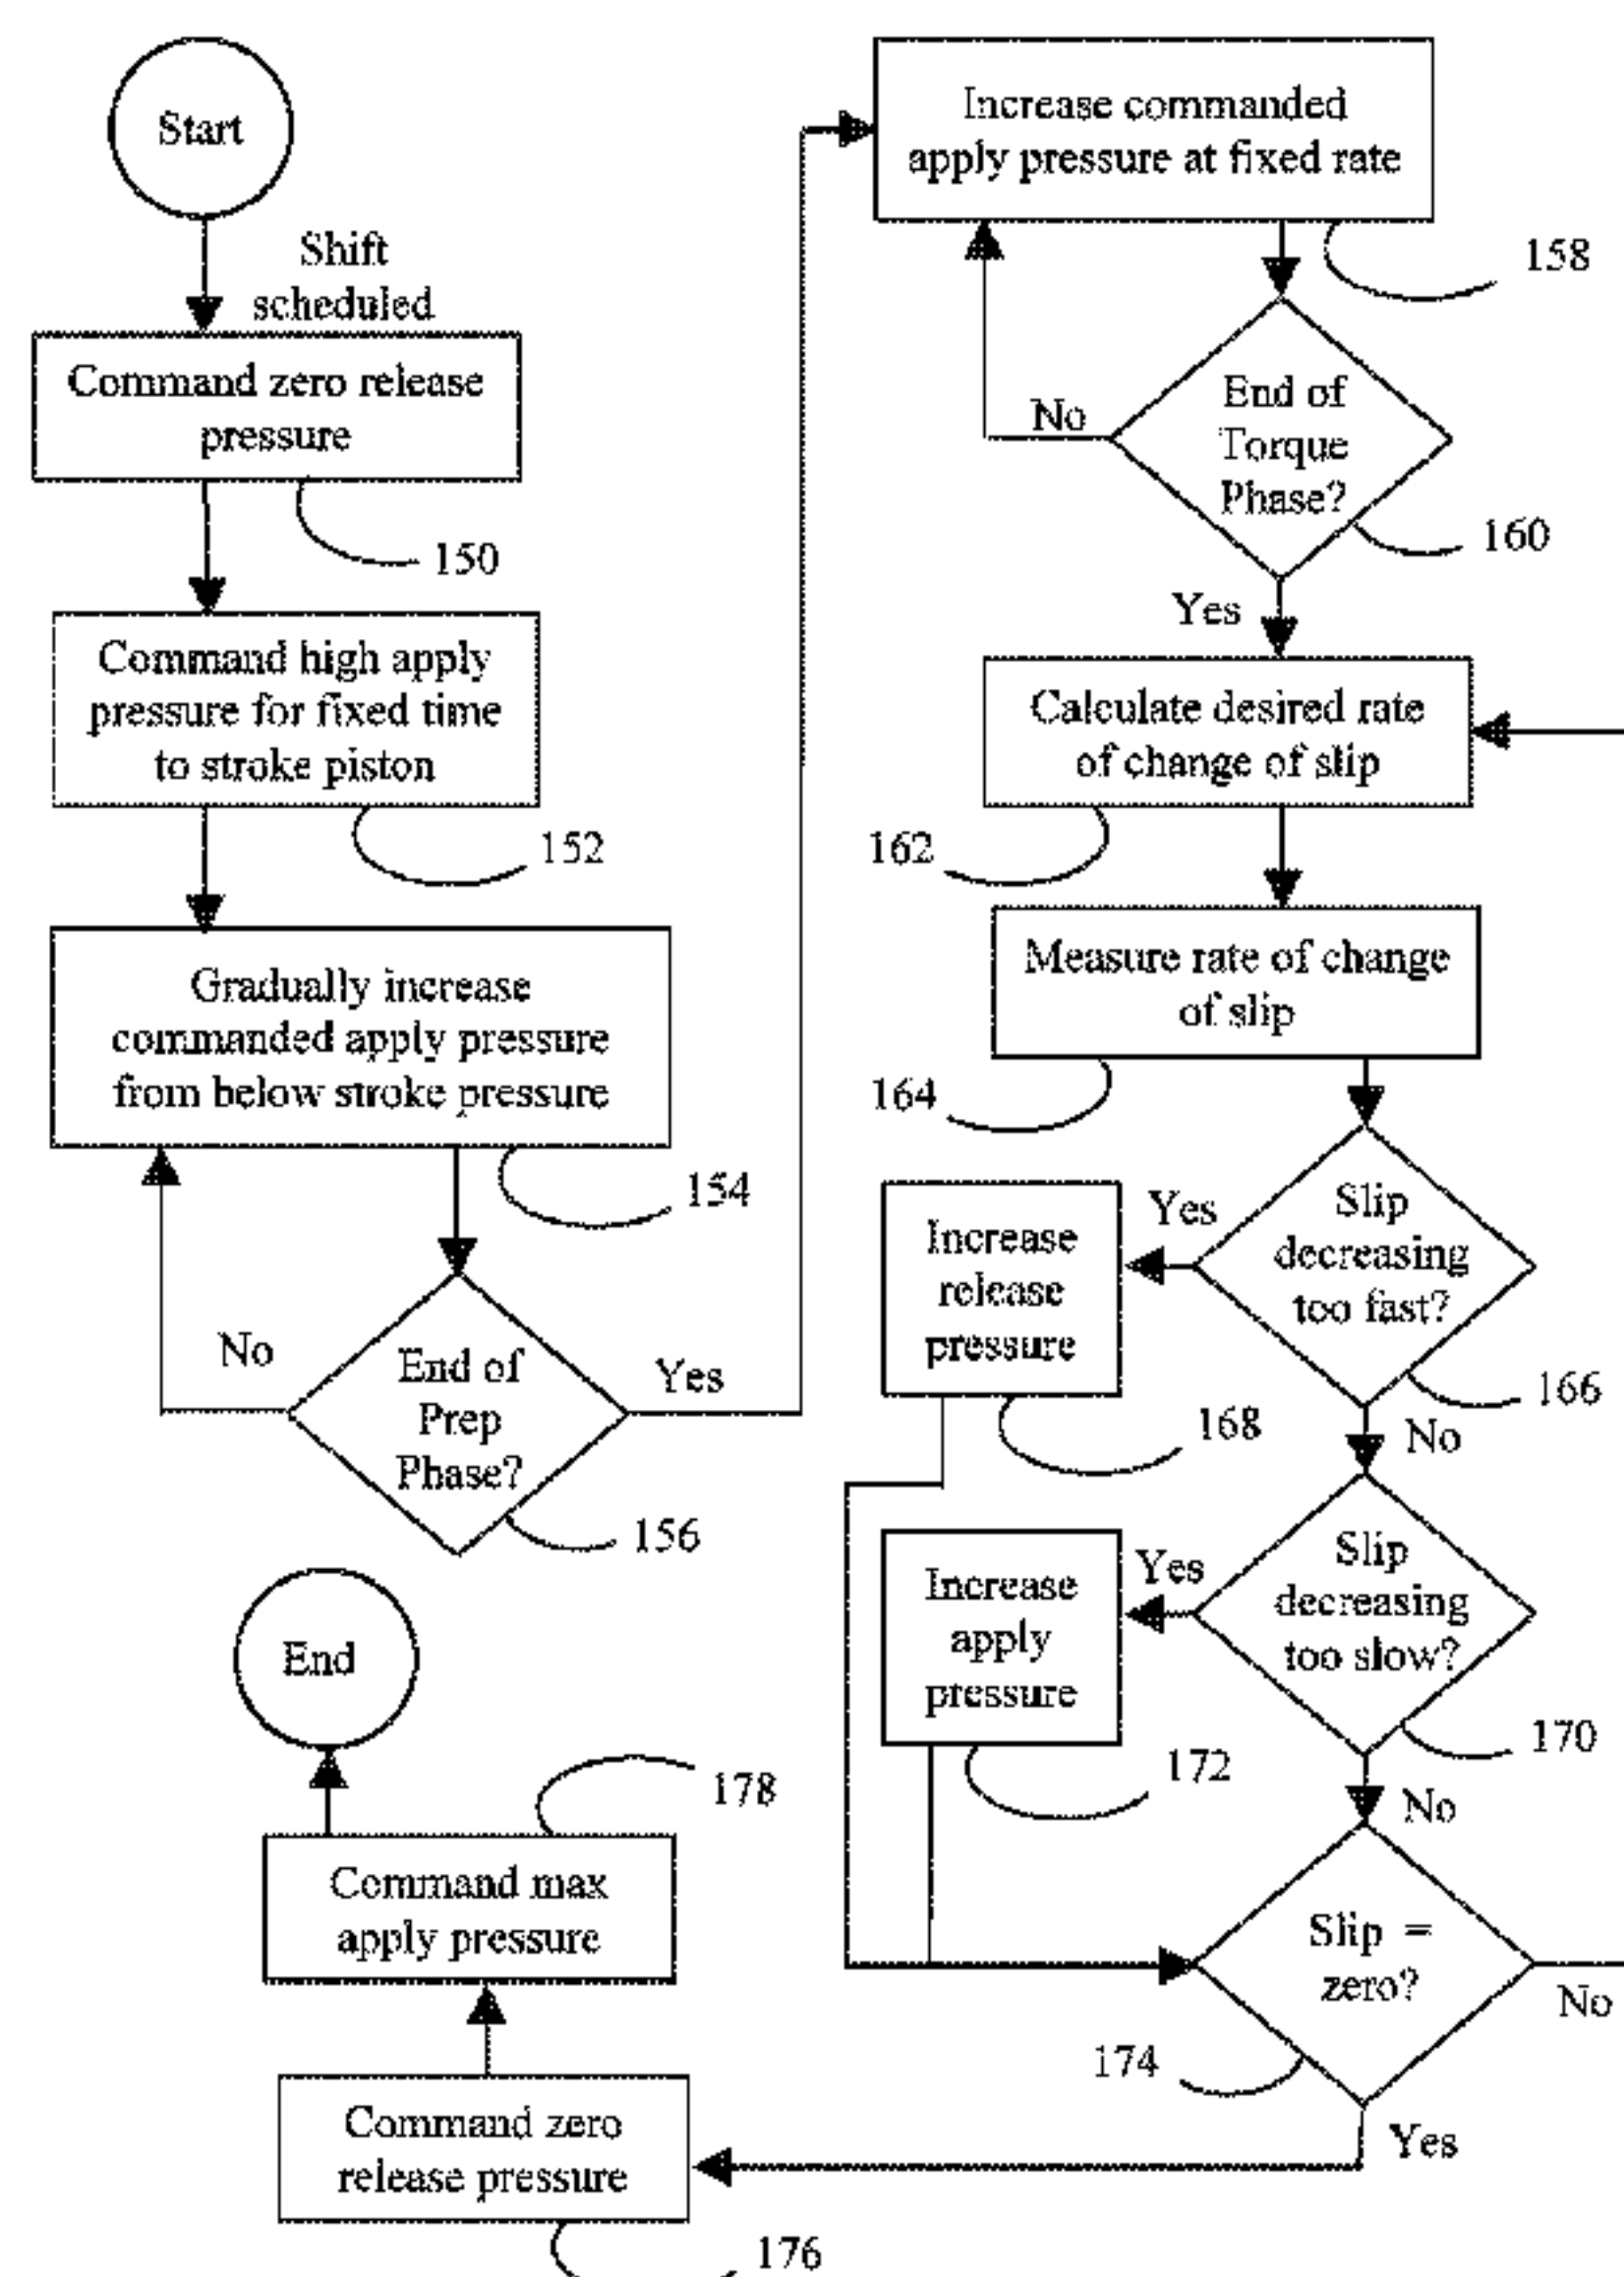 Start
Shift
scheduled
Command zero release
pressure
150
Command high apply
pressure for fixed time
to stroke piston
152
Gradually increase
commanded apply pressure
from below stroke pressure
154
No
End of
Prep
Phase?
Yes
156
Increase commanded
apply pressure at fixed rate
158
No
End of
Torque
Phase?
160
Yes
Calculate desired rate
of change of slip
162
Measure rate of change
of slip
164
Slip
decreasing
too fast?
Yes
166
Increase
release
pressure
168
No
Slip
decreasing
too slow?
Yes
170
Increase
apply
pressure
172
No
Slip =
zero?
No
174
Yes
Command zero
release pressure
176
Command max
apply pressure
178
End